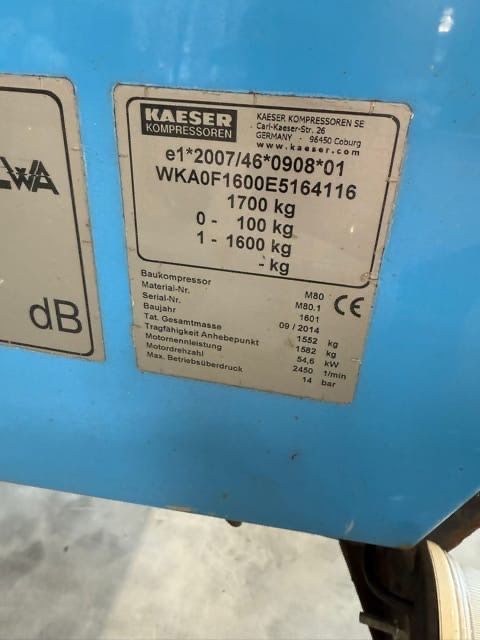 KAESER
KOMPRESSOREN
KAESER KOMPRESSOREN SE
Carl-Kaeser-Str. 26
GERMANY - 96450 Coburg
www.kaeser.com
e1*2007/46*0908*01
WKA0F1600E5164116
1700 kg
0 - 100 kg
1 - 1600 kg
- kg
Baukompressor M80
Material-Nr. M80.1
Serial-Nr. 1601
Baujahr 09 / 2014
Tat. Gesamtmasse 1552 kg
Tragfähigkeit Anhebepunkt 1582 kg
Motornennleistung 54,6 kW
Motordrehzahl 2450 1/min
Max. Betriebsüberdruck 14 bar
CE
LWA
dB